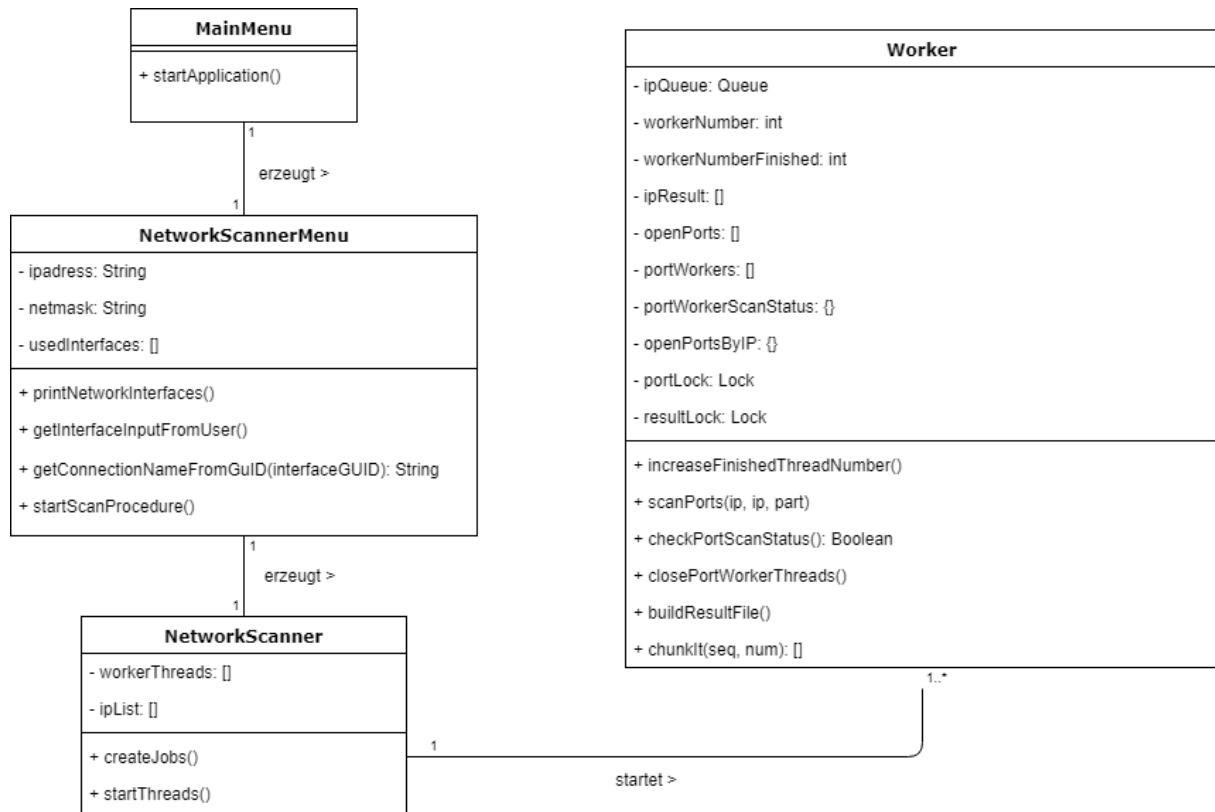 MainMenu
+ startApplication()
1
erzeugt >
1
NetworkScannerMenu
- ipadress: String
- netmask: String
- usedInterfaces: []
+ printNetworkInterfaces()
+ getInterfaceInputFromUser()
+ getConnectionNameFromGuID(interfaceGUID): String
+ startScanProcedure()
1
erzeugt >
1
NetworkScanner
- workerThreads: []
- ipList: []
+ createJobs()
+ startThreads()
1
startet >
1..*
Worker
- ipQueue: Queue
- workerNumber: int
- workerNumberFinished: int
- ipResult: []
- openPorts: []
- portWorkers: []
- portWorkerScanStatus: {}
- openPortsByIP: {}
- portLock: Lock
- resultLock: Lock
+ increaseFinishedThreadNumber()
+ scanPorts(ip, ip, part)
+ checkPortScanStatus(): Boolean
+ closePortWorkerThreads()
+ buildResultFile()
+ chunkIt(seq, num): []